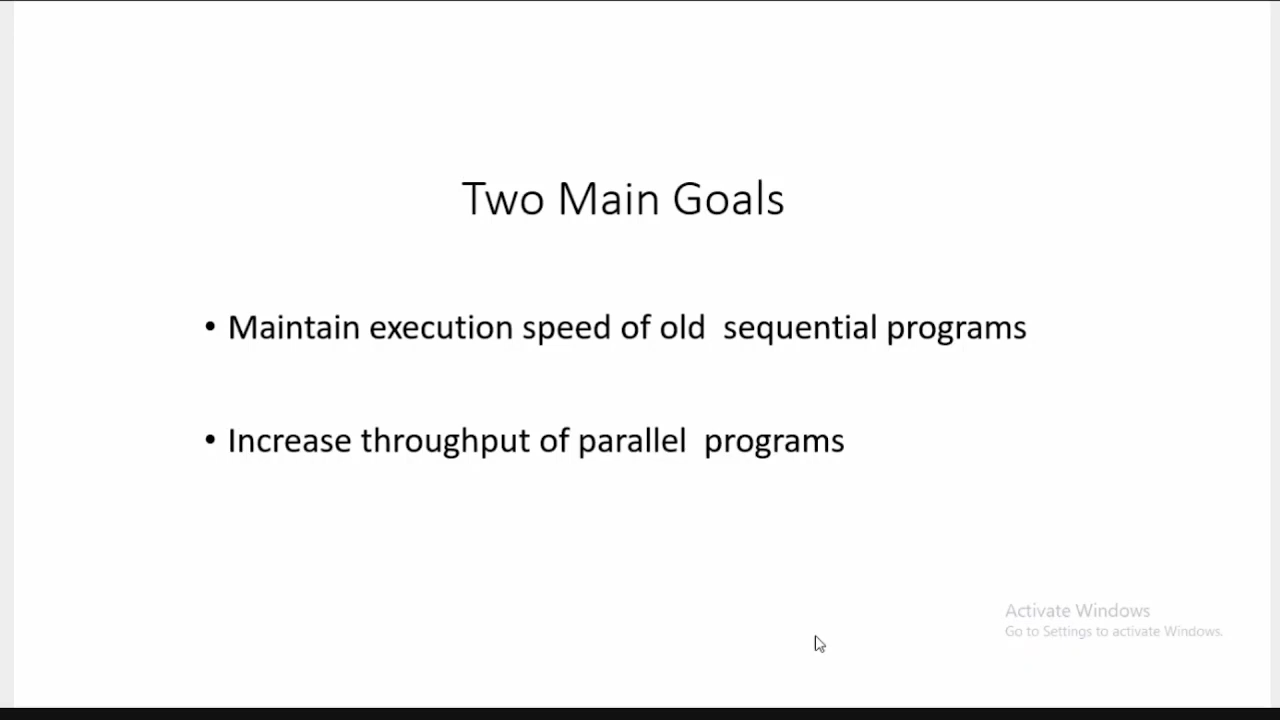 Two Main Goals
• Maintain execution speed of old  sequential programs
• Increase throughput of parallel  programs
Activate Windows
Go to Settings to activate Windows.